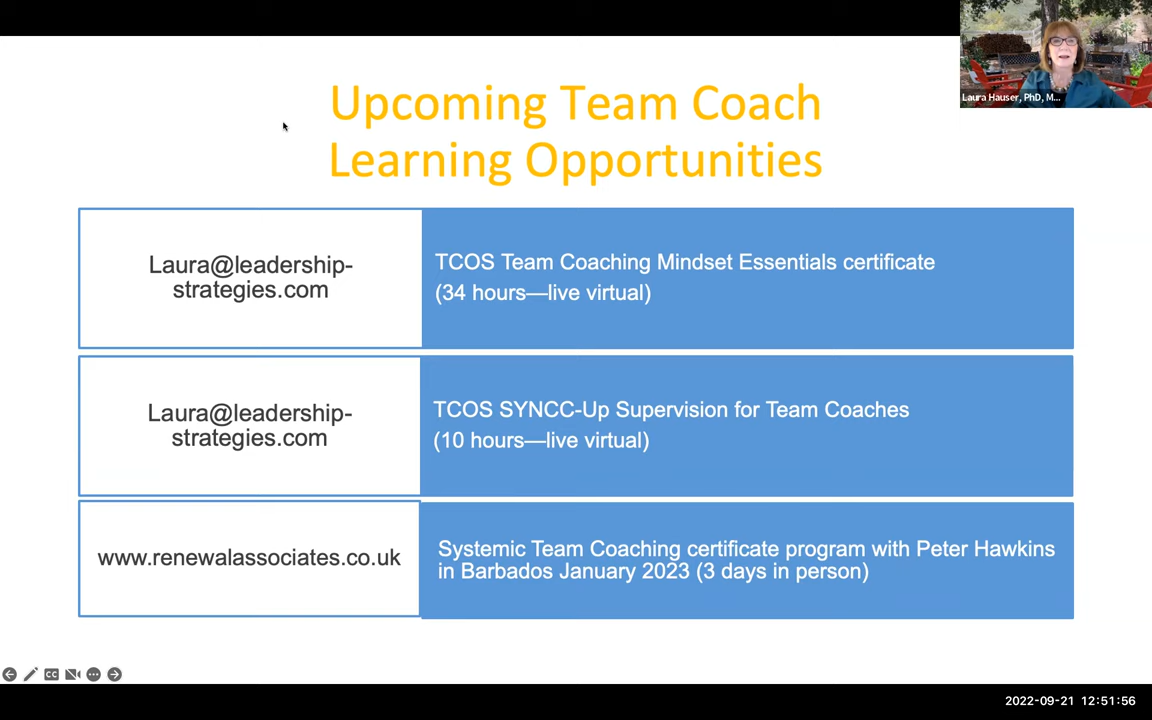 Upcoming Team Coach
Learning Opportunities
Laura Hauser, PhD, M...
Laura@leadership-
strategies.com
TCOS Team Coaching Mindset Essentials certificate
(34 hours—live virtual)
Laura@leadership-
strategies.com
TCOS SYNCC-Up Supervision for Team Coaches
(10 hours—live virtual)
www.renewalassociates.co.uk
Systemic Team Coaching certificate program with Peter Hawkins
in Barbados January 2023 (3 days in person)
CC
2022-09-21 12:51:56